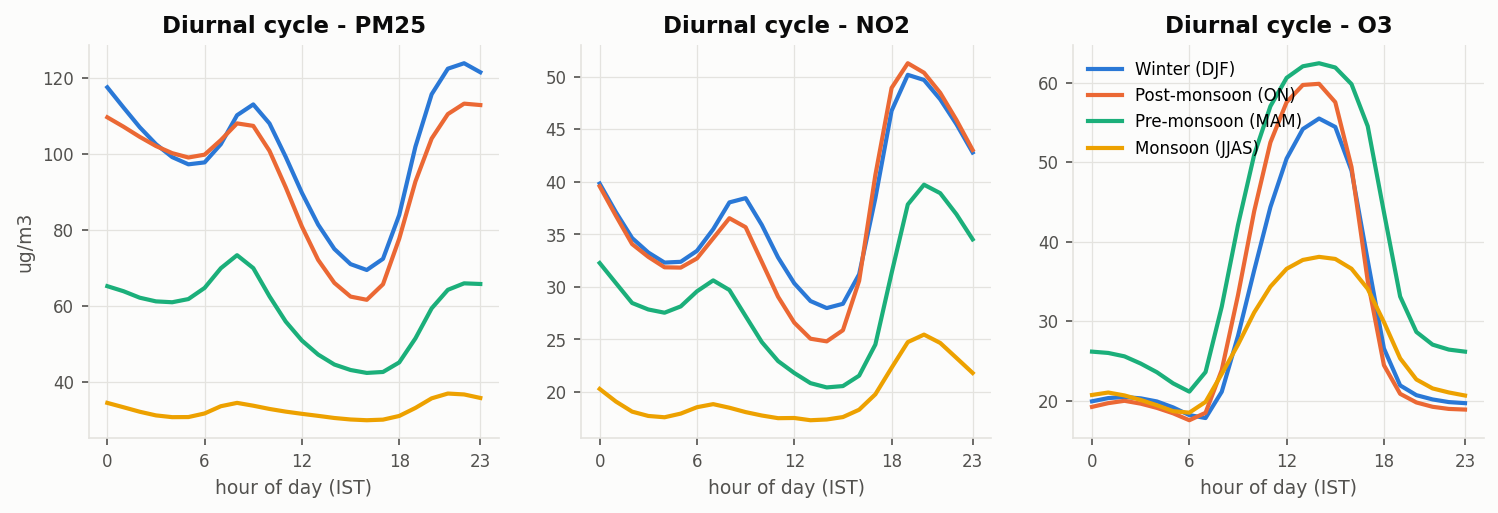 Diurnal cycle - PM25
ug/m3
120
100
80
60
40
0 6 12 18 23
hour of day (IST)
Diurnal cycle - NO2
50
45
40
35
30
25
20
0 6 12 18 23
hour of day (IST)
Diurnal cycle - O3
Winter (DJF)
Post-monsoon (ON)
Pre-monsoon (MAM)
Monsoon (JJAS)
60
50
40
30
20
0 6 12 18 23
hour of day (IST)